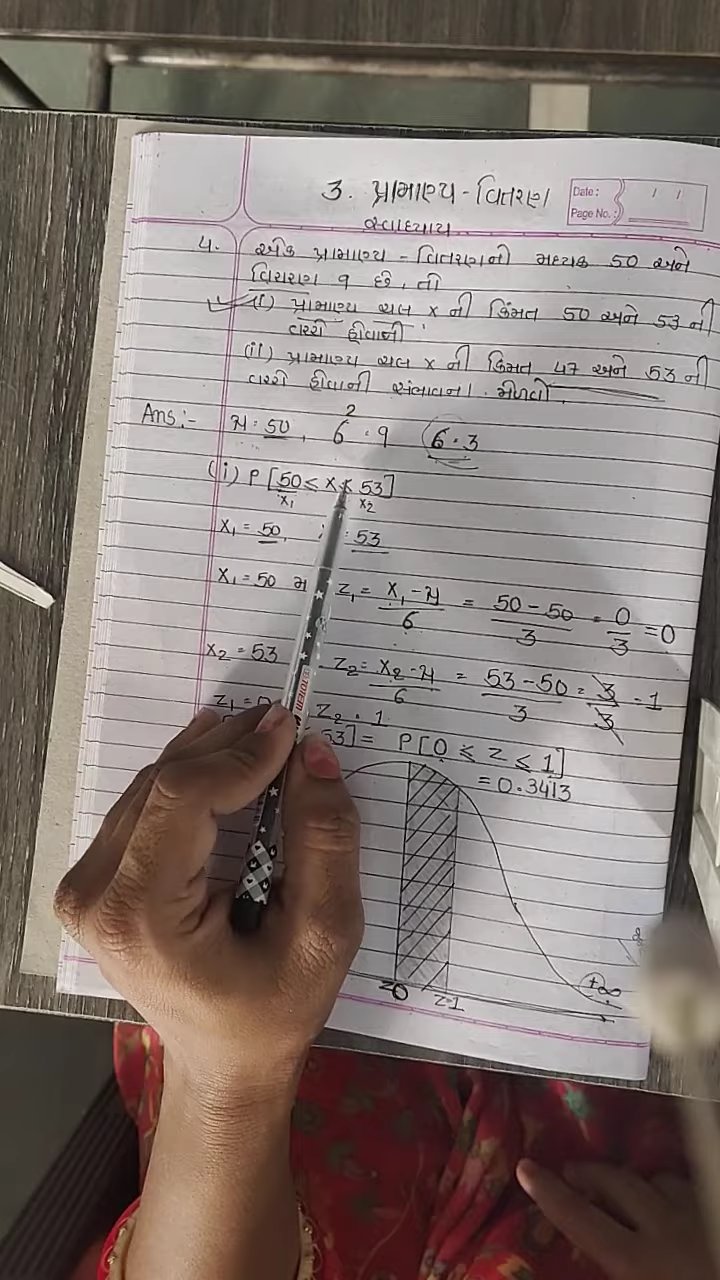 3. પ્રામાણ્ય - વિતરણ
Date: / /
Page No.:
સ્વાધ્યાય
4. એક પ્રામાણ્ય - વિતરણનો મધ્યક 50 અને
વિચરણ 9 છે, તો
(i) પ્રામાણ્ય ચલ x ની કિંમત 50 અને 53 ની
વચ્ચે હોવાની
(ii) પ્રામાણ્ય ચલ x ની કિંમત 47 અને 53 ની
વચ્ચે હોવાની સંભાવના મેળવો.
Ans:- μ = 50, σ² = 9 σ = 3
(i) P [50 ≤ x ≤ 53]
x₁ x₂
x₁ = 50, = 53
x₁ = 50 z₁ = x₁ - μ / σ = 50 - 50 / 3 = 0/3 = 0
x₂ = 53 z₂ = x₂ - μ / σ = 53 - 50 / 3 = 3/3 = 1
z₁ = 0 z₂ = 1
53] = P [0 ≤ z ≤ 1]
= 0.3413
+∞
z=0 z=1
TOTEM